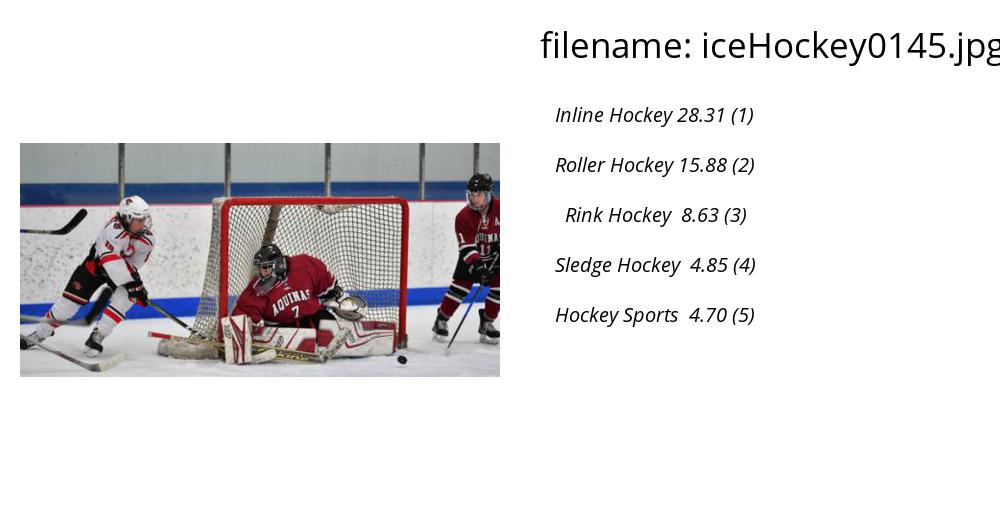 filename: iceHockey0145.jpg
Inline Hockey 28.31 (1)
Roller Hockey 15.88 (2)
Rink Hockey 8.63 (3)
Sledge Hockey 4.85 (4)
Hockey Sports 4.70 (5)
AQUINAS
7
11
A